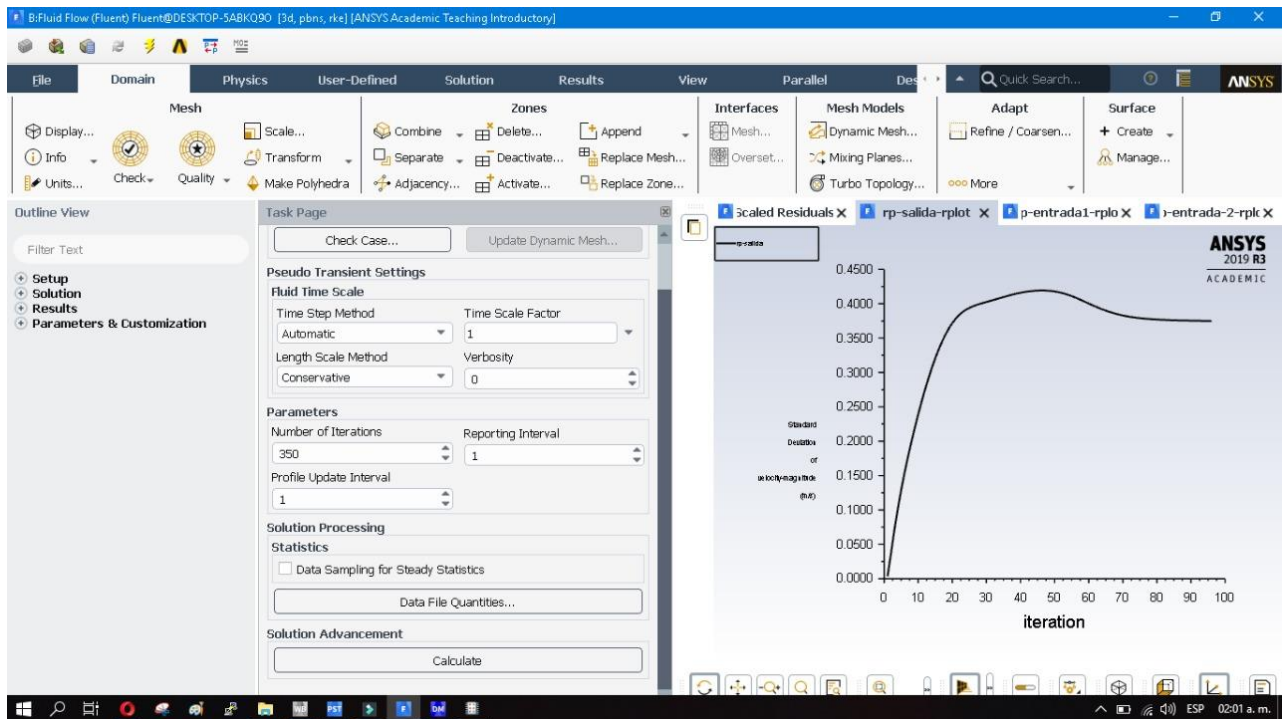 B:Fluid Flow (Fluent) Fluent@DESKTOP-5ABKQ90 [3d, pbns, rke] [ANSYS Academic Teaching Introductory]
File Domain Physics User-Defined Solution Results View Parallel Des Quick Search... ANSYS
Mesh Zones Interfaces Mesh Models Adapt Surface
Display... Scale... Combine Delete... Append Mesh... Dynamic Mesh... Refine / Coarsen... + Create
Info Transform Separate Deactivate... Replace Mesh... Overset... Mixing Planes... Manage...
Units... Check Quality Make Polyhedra Adjacency... Activate... Replace Zone... Turbo Topology... More
Outline View
Filter Text
Setup
Solution
Results
Parameters & Customization
Task Page
Check Case... Update Dynamic Mesh...
Pseudo Transient Settings
Fluid Time Scale
Time Step Method Time Scale Factor
Automatic 1
Length Scale Method Verbosity
Conservative 0
Parameters
Number of Iterations Reporting Interval
350 1
Profile Update Interval
1
Solution Processing
Statistics
Data Sampling for Steady Statistics
Data File Quantities...
Solution Advancement
Calculate
Scaled Residuals rp-salida-rplot p-entrada1-rplo -entrada-2-rplc
rp-salida
ANSYS
2019 R3
ACADEMIC
0.4500
0.4000
0.3500
0.3000
0.2500
0.2000
0.1500
0.1000
0.0500
0.0000
Standard
Deviation
of
velocity-magnitude
(m/s)
0 10 20 30 40 50 60 70 80 90 100
iteration
ESP 02:01 a. m.